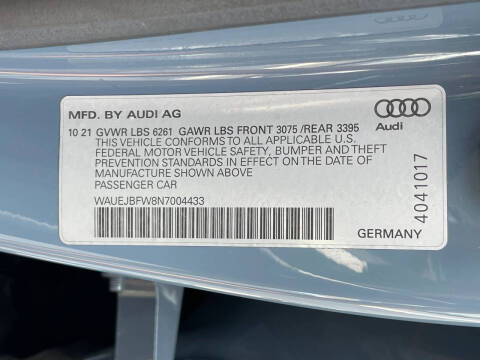 MFD. BY AUDI AG
10 21 GVWR LBS 6261 GAWR LBS FRONT 3075 /REAR 3395
THIS VEHICLE CONFORMS TO ALL APPLICABLE U.S.
FEDERAL MOTOR VEHICLE SAFETY, BUMPER AND THEFT
PREVENTION STANDARDS IN EFFECT ON THE DATE OF
MANUFACTURE SHOWN ABOVE
PASSENGER CAR
WAUEJBFW8N7004433
Audi
4041017
GERMANY